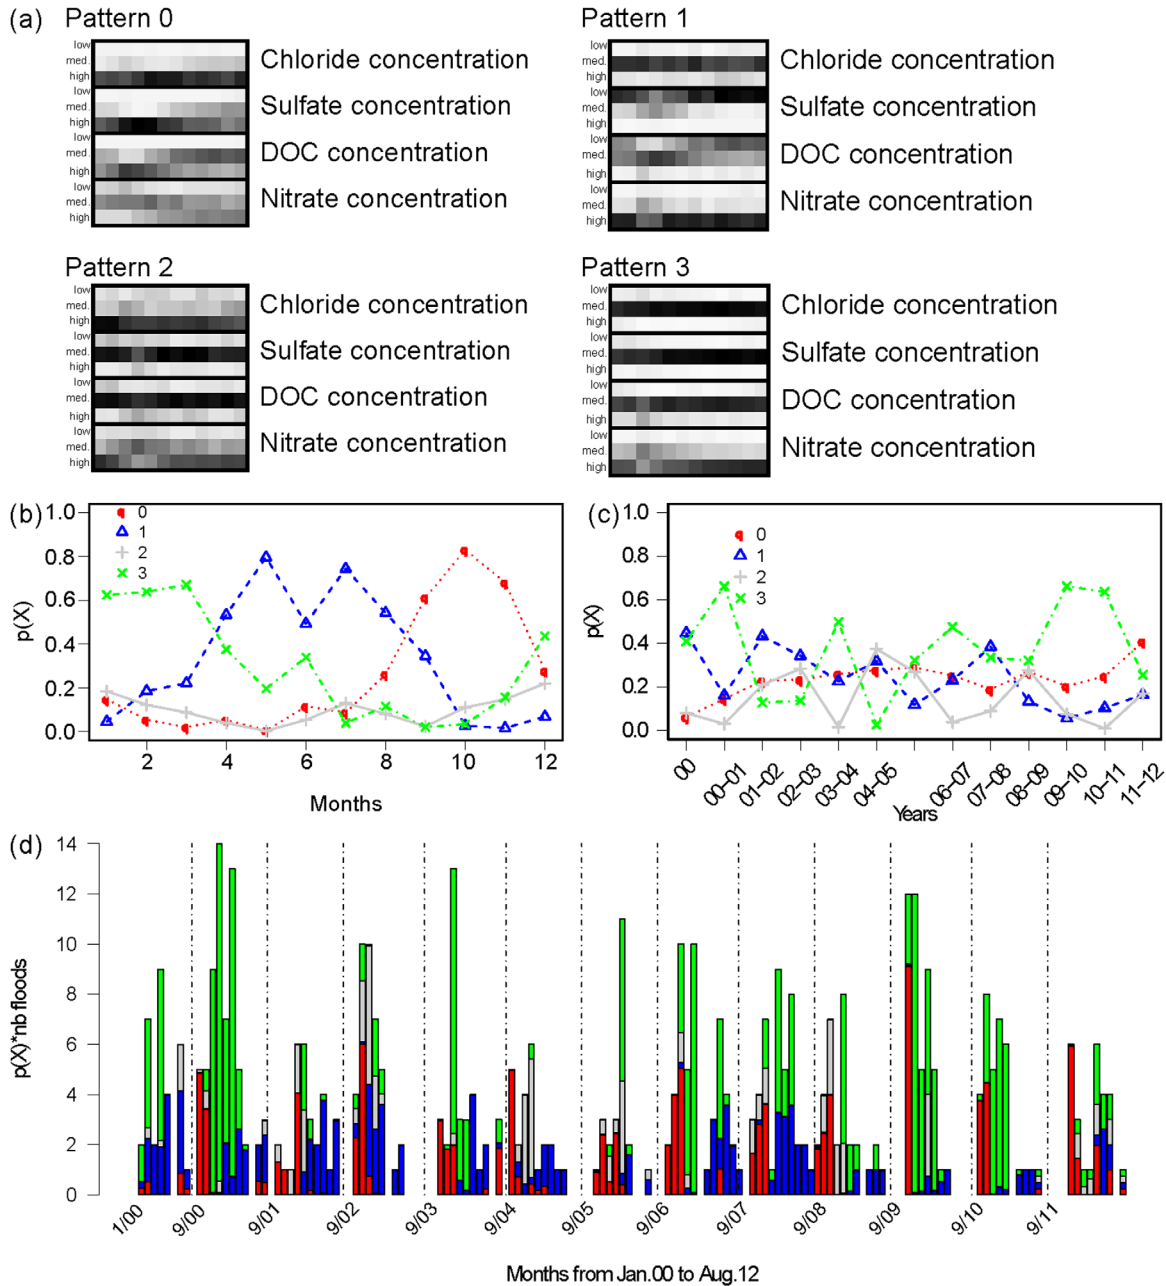 (a)
Pattern 0
low
med.
high
Chloride concentration
low
med.
high
Sulfate concentration
low
med.
high
DOC concentration
low
med.
high
Nitrate concentration
Pattern 1
low
med.
high
Chloride concentration
low
med.
high
Sulfate concentration
low
med.
high
DOC concentration
low
med.
high
Nitrate concentration
Pattern 2
low
med.
high
Chloride concentration
low
med.
high
Sulfate concentration
low
med.
high
DOC concentration
low
med.
high
Nitrate concentration
Pattern 3
low
med.
high
Chloride concentration
low
med.
high
Sulfate concentration
low
med.
high
DOC concentration
low
med.
high
Nitrate concentration
(b)
1.0
0.8
0.6
0.4
0.2
0.0
p(X)
0
1
2
3
2 4 6 8 10 12
Months
(c)
1.0
0.8
0.6
0.4
0.2
0.0
p(X)
0
1
2
3
00 00–01 01–02 02–03 03–04 04–05 06–07 07–08 08–09 09–10 10–11 11–12
Years
(d)
14
12
10
8
6
4
2
0
p(X)*nb floods
1/00 9/00 9/01 9/02 9/03 9/04 9/05 9/06 9/07 9/08 9/09 9/10 9/11
Months from Jan.00 to Aug.12